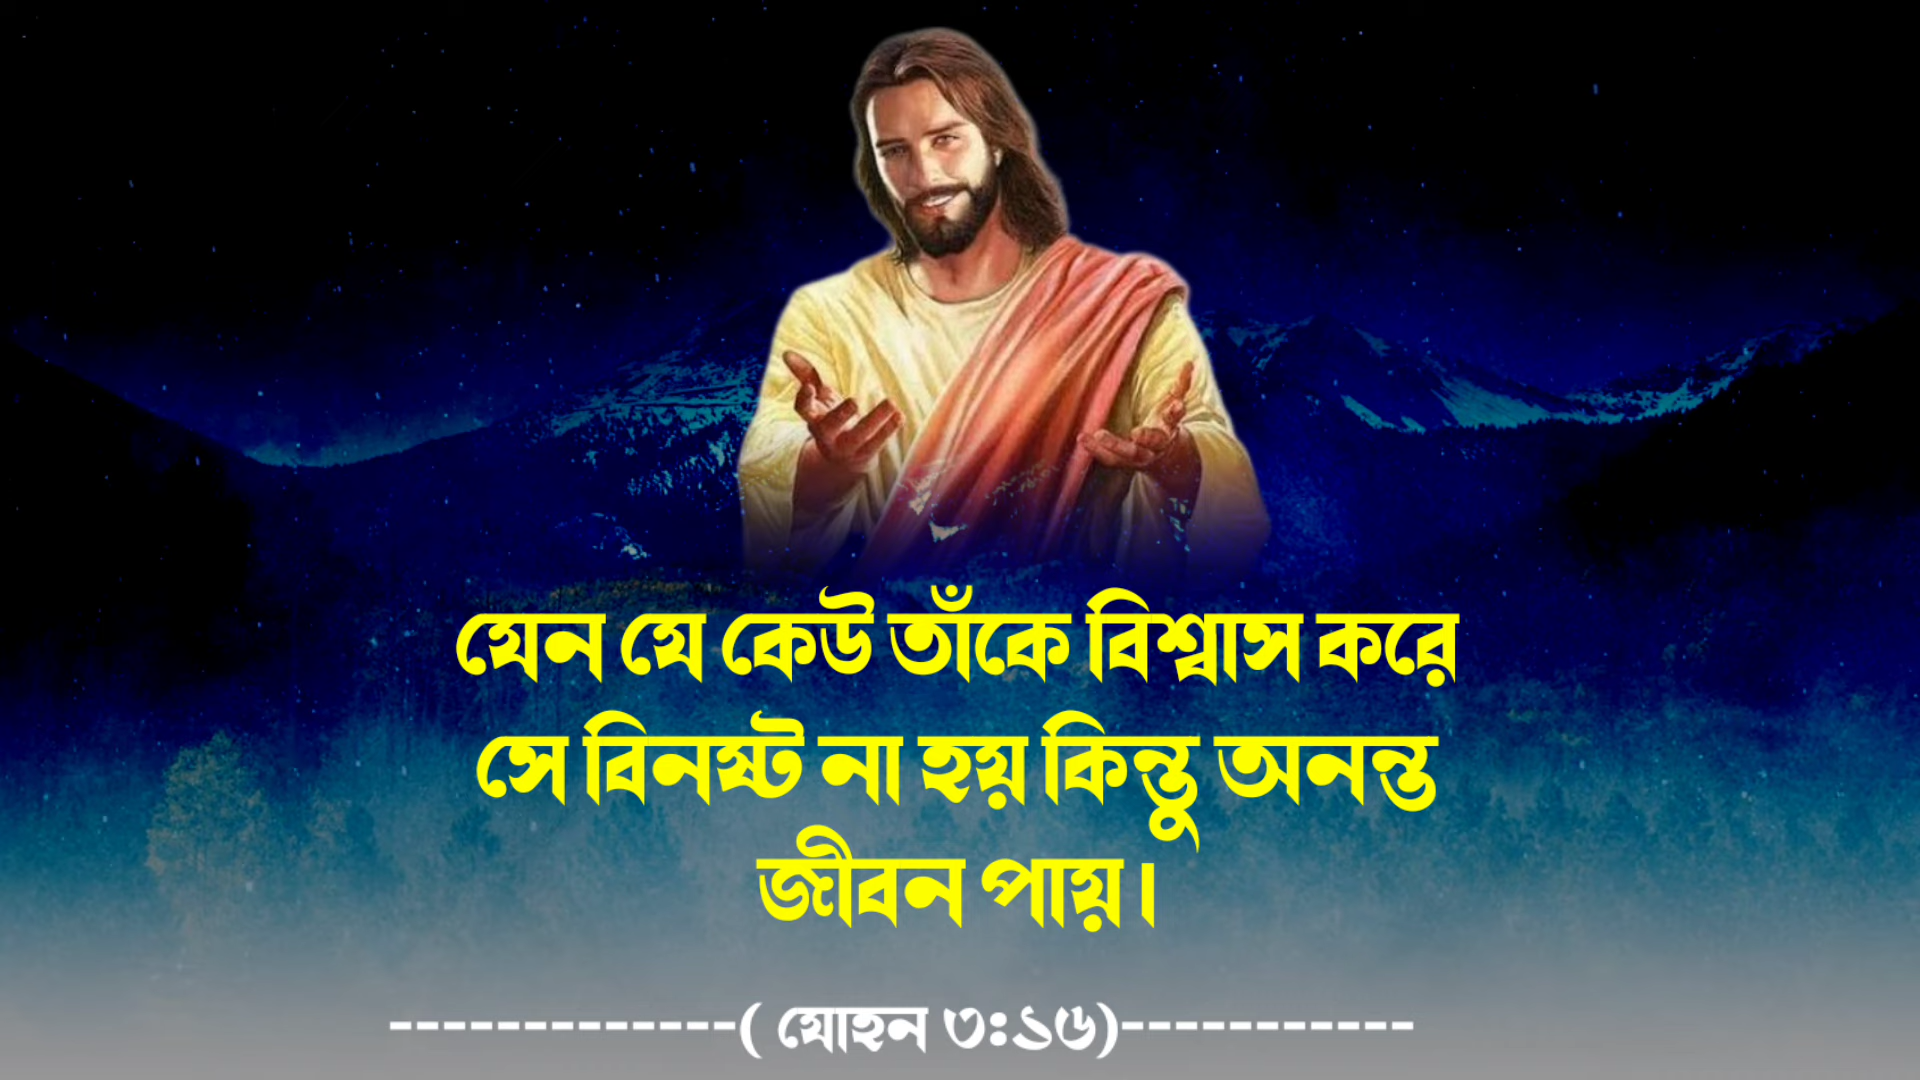 যেন যে কেউ তাঁকে বিশ্বাস করে
সে বিনষ্ট না হয় কিন্তু অনন্ত
জীবন পায়।
-------------( যোহন ৩:১৬)-----------